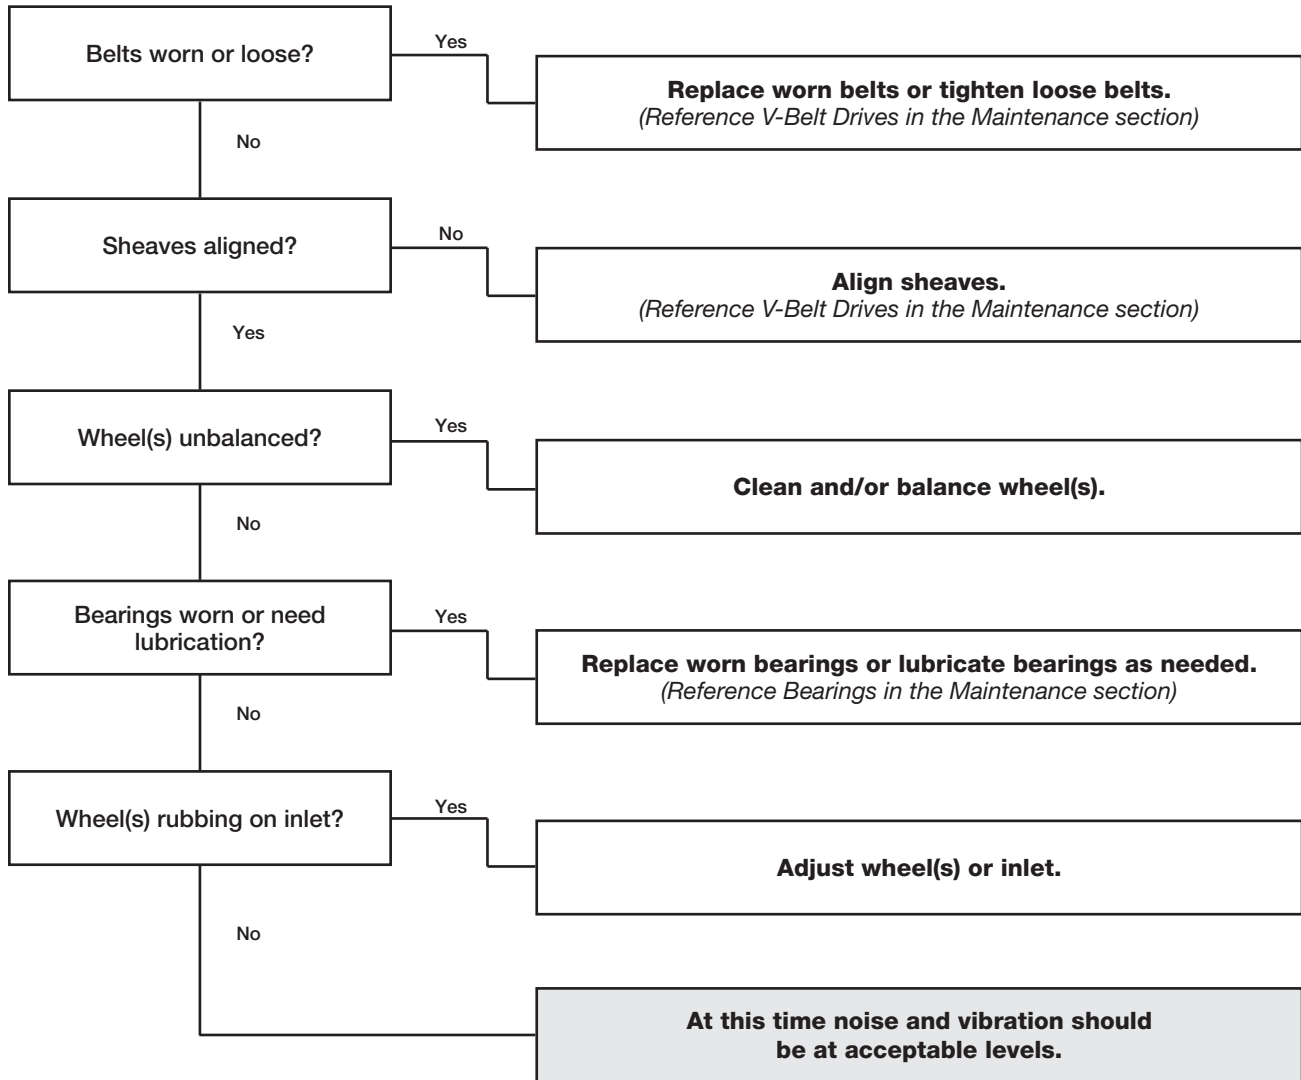 Belts worn or loose?
Yes
Replace worn belts or tighten loose belts.
(Reference V-Belt Drives in the Maintenance section)
No
Sheaves aligned?
No
Align sheaves.
(Reference V-Belt Drives in the Maintenance section)
Yes
Wheel(s) unbalanced?
Yes
Clean and/or balance wheel(s).
No
Bearings worn or need
lubrication?
Yes
Replace worn bearings or lubricate bearings as needed.
(Reference Bearings in the Maintenance section)
No
Wheel(s) rubbing on inlet?
Yes
Adjust wheel(s) or inlet.
No
At this time noise and vibration should
be at acceptable levels.